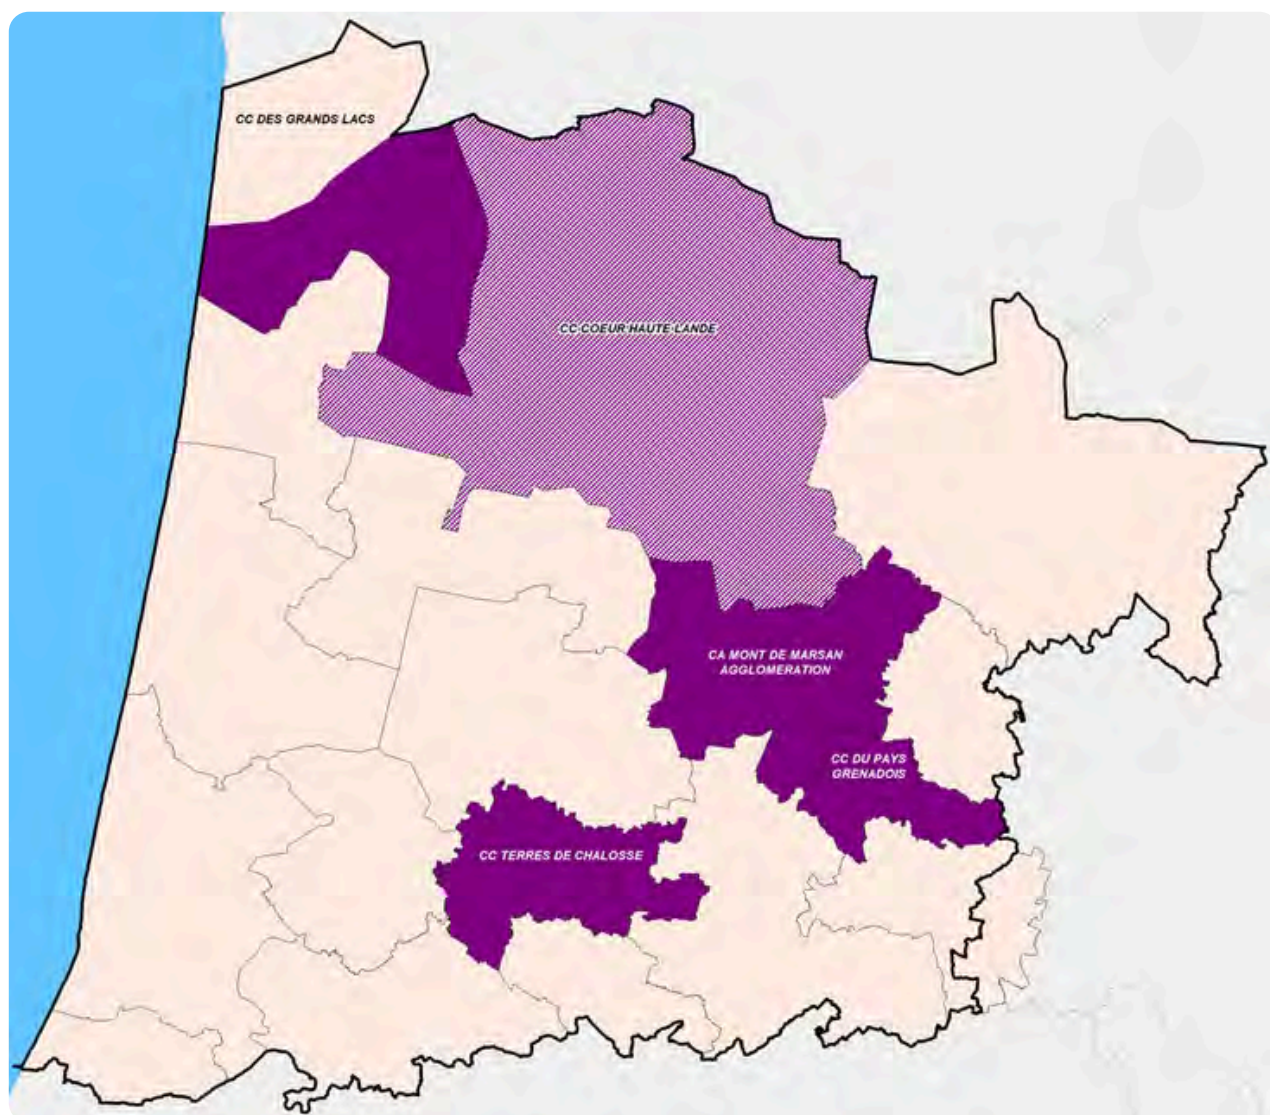 CC DES GRANDS LACS
CC COEUR HAUTE LANDE
CA MONT DE MARSAN
AGGLOMERATION
CC DU PAYS
GRENADOIS
CC TERRES DE CHALOSSE